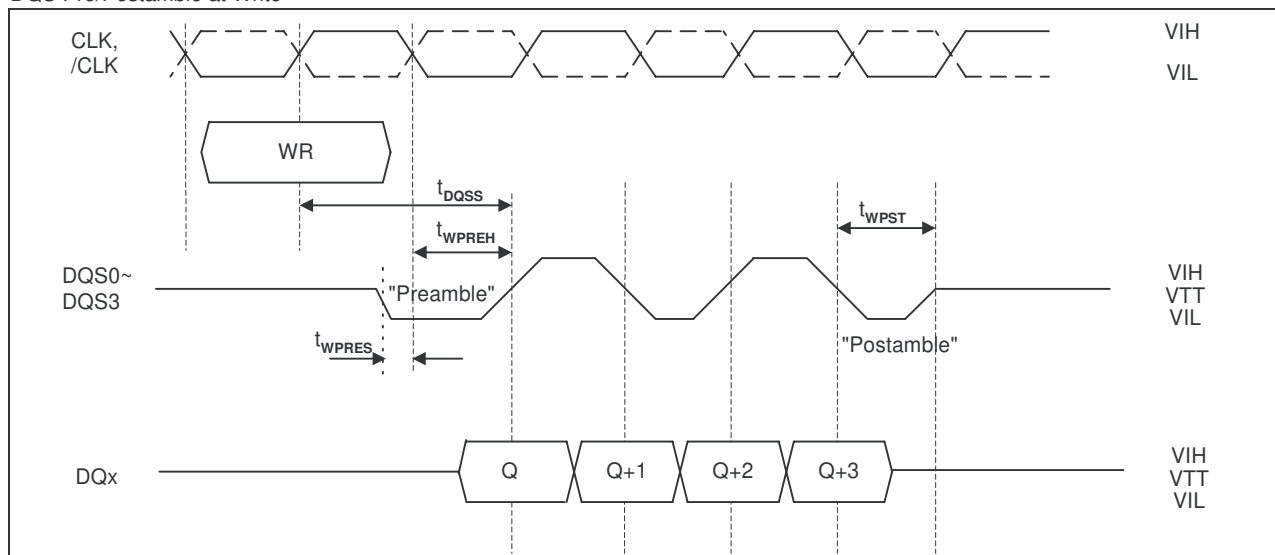 DQS Pre/Postamble at Write
CLK,
/CLK
VIH
VIL
WR
tDQSS
tWPREH
tWPST
DQS0~
DQS3
"Preamble"
VIH
VTT
VIL
tWPRES
"Postamble"
DQx
Q
Q+1
Q+2
Q+3
VIH
VTT
VIL